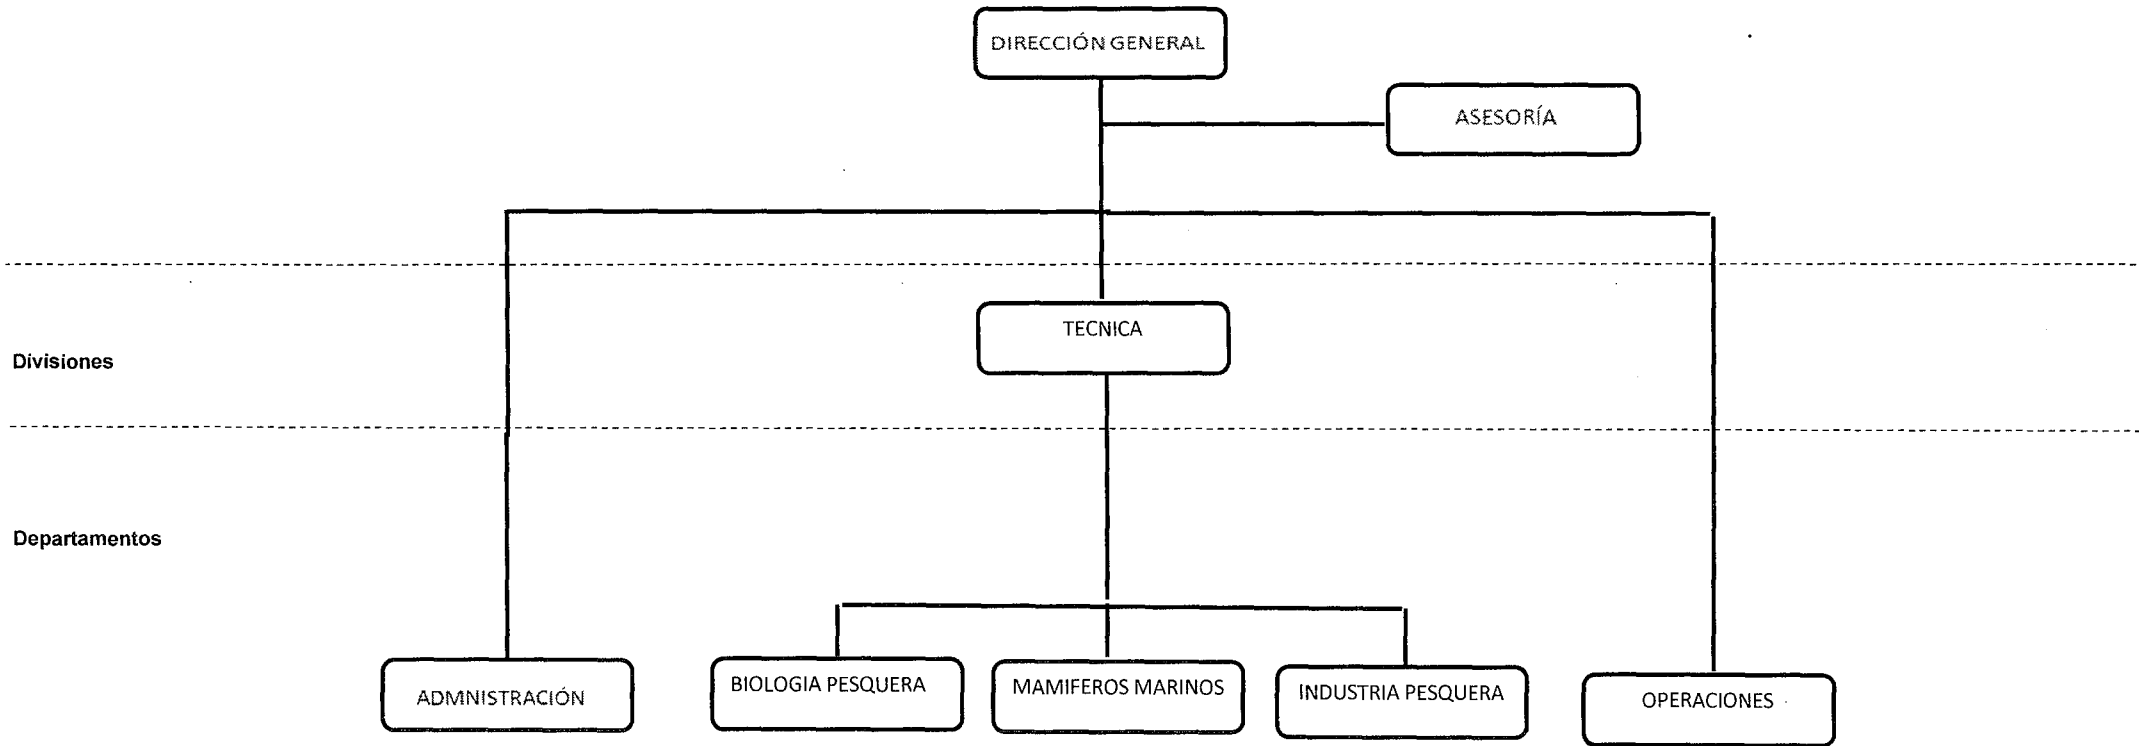 DIRECCIÓN GENERAL
ASESORÍA
TECNICA
Divisiones
Departamentos
ADMNISTRACIÓN
BIOLOGIA PESQUERA
MAMIFEROS MARINOS
INDUSTRIA PESQUERA
OPERACIONES